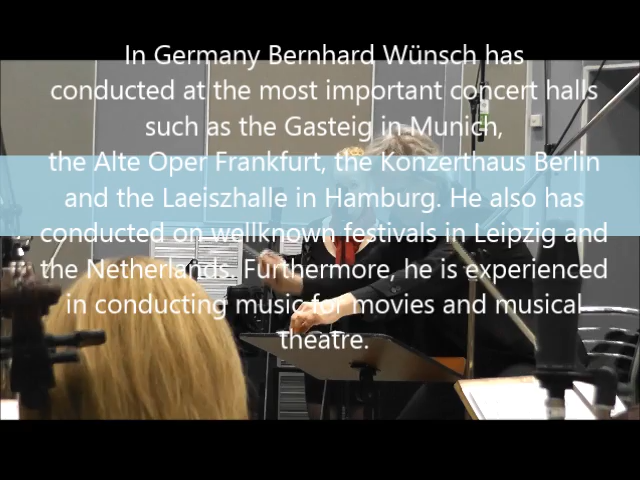 In Germany Bernhard Wünsch has
conducted at the most important concert halls
such as the Gasteig in Munich,
the Alte Oper Frankfurt, the Konzerthaus Berlin
and the Laeiszhalle in Hamburg. He also has
conducted on wellknown festivals in Leipzig and
the Netherlands. Furthermore, he is experienced
in conducting music for movies and musical
theatre.